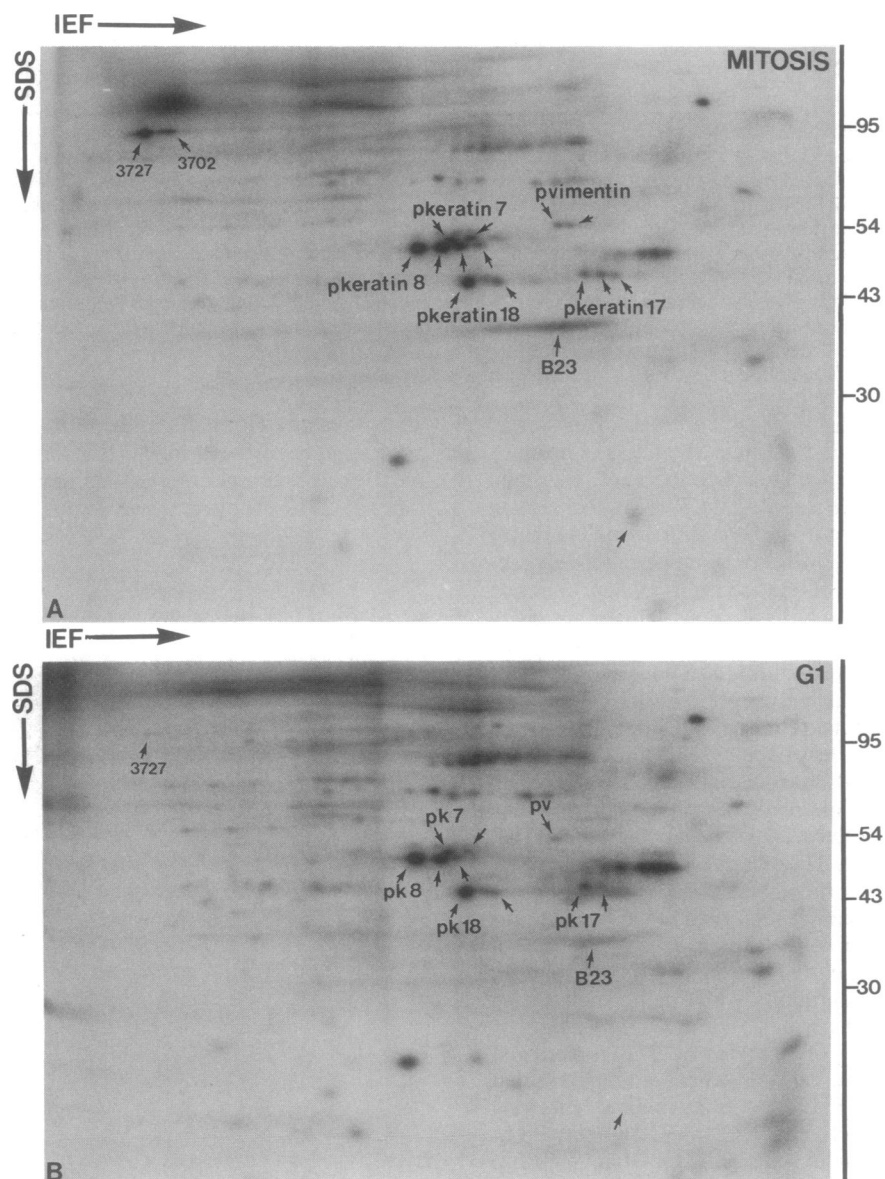 IEF
SDS
MITOSIS
95
3727
3702
pvimentin
pkeratin 7
54
pkeratin 8
pkeratin 18
pkeratin 17
43
B23
30
A
IEF
SDS
G1
95
3727
pv
pk 7
54
pk 8
pk 18
pk 17
43
B23
30
B